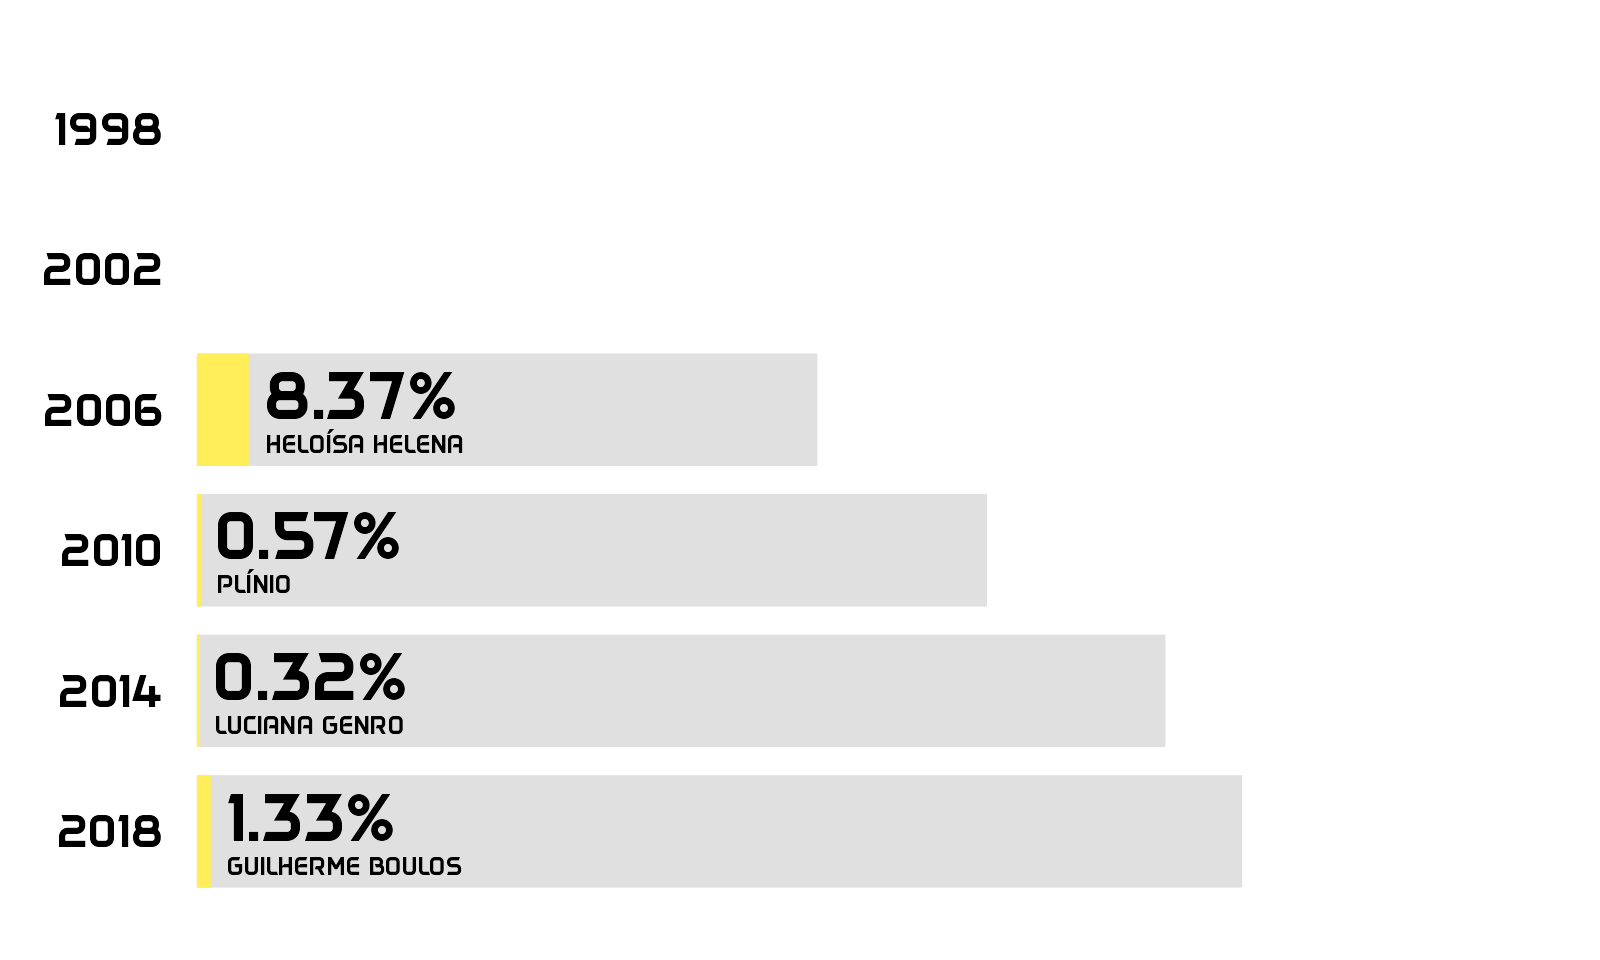 1998
2002
2006
8.37%
HELOÍSA HELENA
2010
0.57%
PLÍNIO
2014
0.32%
LUCIANA GENRO
2018
1.33%
GUILHERME BOULOS